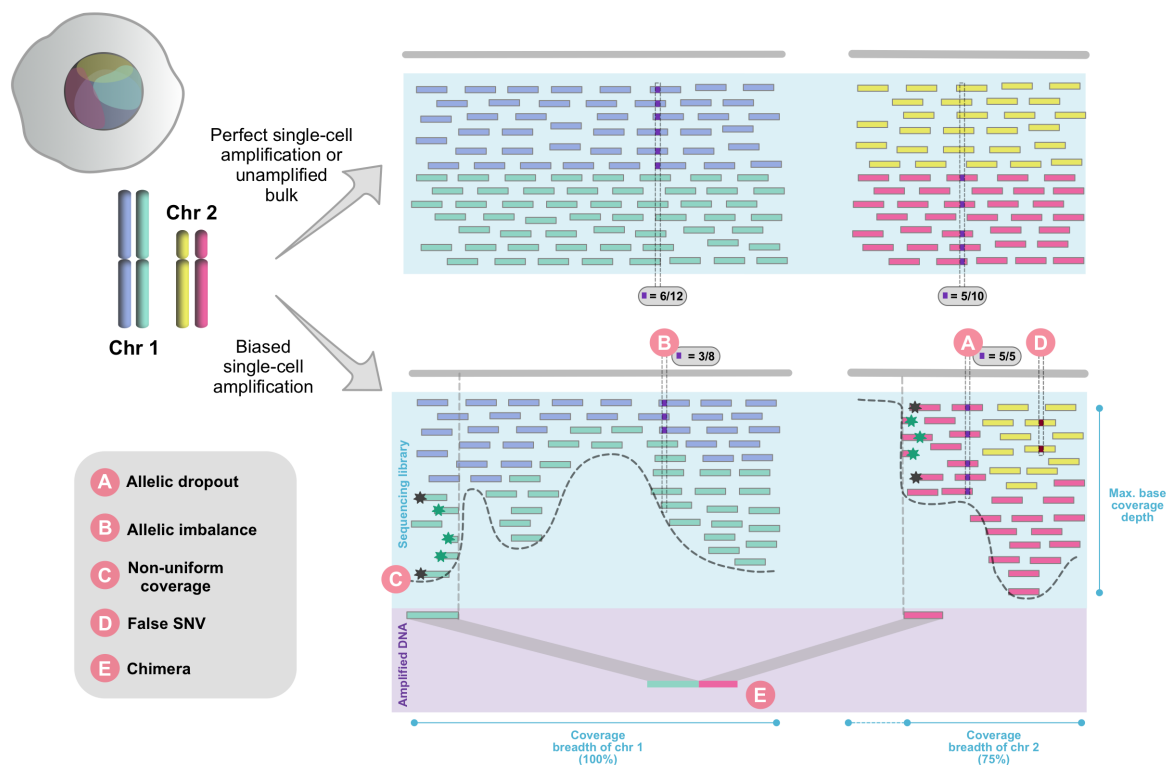 Perfect single-cell
amplification or
unamplified
bulk
Chr 2
Chr 1
= 6/12
= 5/10
Biased
single-cell
amplification
B
= 3/8
A
= 5/5
D
A Allelic dropout
B Allelic imbalance
C Non-uniform
coverage
D False SNV
E Chimera
Sequencing library
C
Max. base
coverage
depth
Amplified DNA
E
Coverage
breadth of chr 1
(100%)
Coverage
breadth of chr 2
(75%)